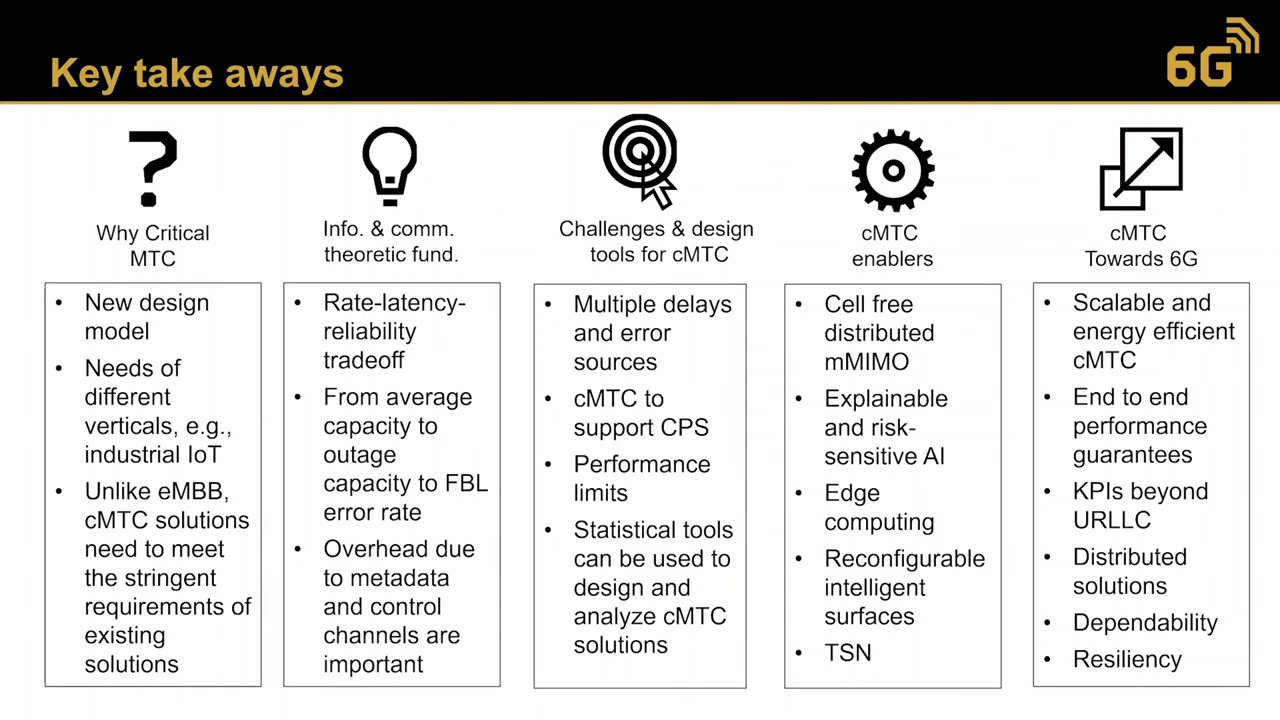 Key take aways
6G
Why Critical
MTC
New design
model
Needs of
different
verticals, e.g.,
industrial IoT
Unlike eMBB,
cMTC solutions
need to meet
the stringent
requirements of
existing
solutions
Info. & comm.
theoretic fund.
Rate-latency-
reliability
tradeoff
From average
capacity to
outage
capacity to FBL
error rate
Overhead due
to metadata
and control
channels are
important
Challenges & design
tools for cMTC
Multiple delays
and error
sources
cMTC to
support CPS
Performance
limits
Statistical tools
can be used to
design and
analyze cMTC
solutions
cMTC
enablers
Cell free
distributed
mMIMO
Explainable
and risk-
sensitive AI
Edge
computing
Reconfigurable
intelligent
surfaces
TSN
cMTC
Towards 6G
Scalable and
energy efficient
cMTC
End to end
performance
guarantees
KPIs beyond
URLLC
Distributed
solutions
Dependability
Resiliency